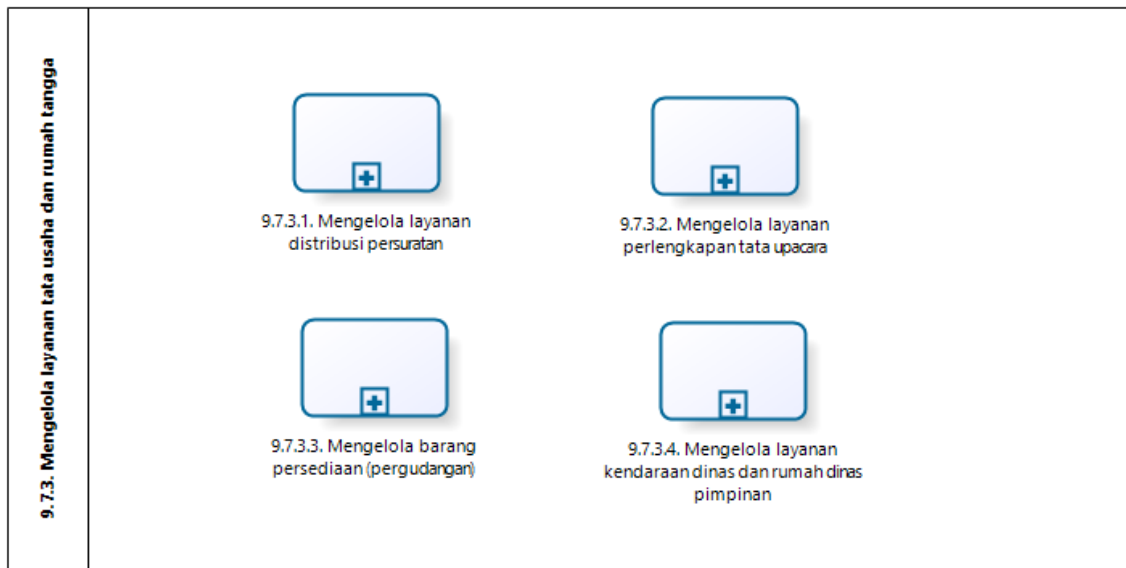 9.7.3. Mengelola layanan tata usaha dan rumah tangga
9.7.3.1. Mengelola layanan
distribusi persuratan
9.7.3.2. Mengelola layanan
perlengkapan tata upacara
9.7.3.3. Mengelola barang
persediaan (pergudangan)
9.7.3.4. Mengelola layanan
kendaraan dinas dan rumah dinas
pimpinan